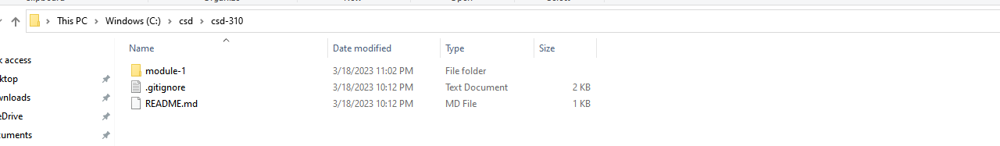 This PC > Windows (C:) > csd > csd-310
Name Date modified Type Size
k access
module-1 3/18/2023 11:02 PM File folder
ktop
.gitignore 3/18/2023 10:12 PM Text Document 2 KB
wnloads
README.md 3/18/2023 10:12 PM MD File 1 KB
eDrive
cuments